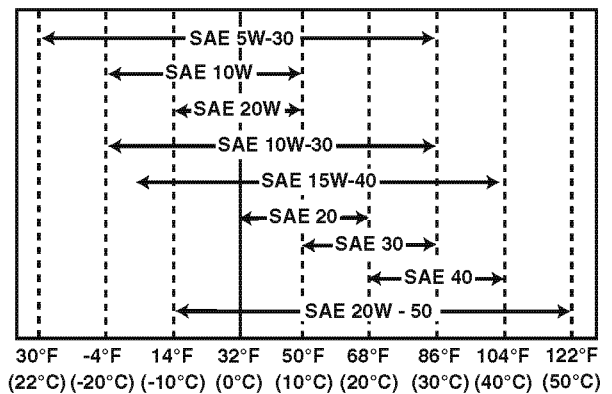 SAE 5W-30
SAE 10W
SAE 20W
SAE 10W-30
SAE 15W-40
SAE 20
SAE 30
SAE 40
SAE 20W - 50
30°F -4°F 14°F 32°F 50°F 68°F 86°F 104°F 122°F
(22°C) (-20°C) (-10°C) (0°C) (10°C) (20°C) (30°C) (40°C) (50°C)